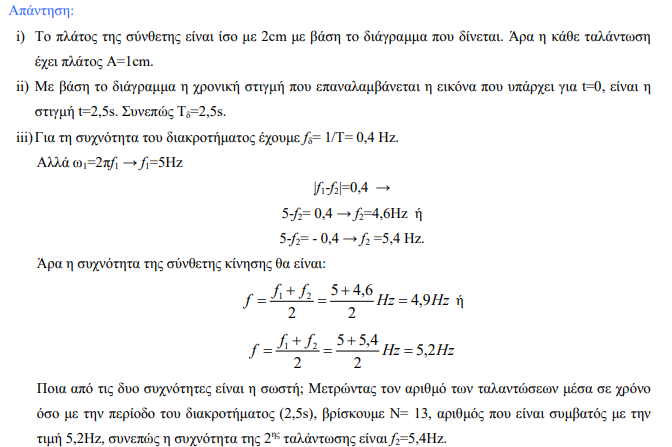 Απάντηση:
i) Το πλάτος της σύνθετης είναι ίσο με 2cm με βάση το διάγραμμα που δίνεται. Άρα η κάθε ταλάντωση
έχει πλάτος Α=1cm.
ii) Με βάση το διάγραμμα η χρονική στιγμή που επαναλαμβάνεται η εικόνα που υπάρχει για t=0, είναι η
στιγμή t=2,5s. Συνεπώς Τδ=2,5s.
iii) Για τη συχνότητα του διακροτήματος έχουμε fδ= 1/Τ= 0,4 Hz.
Αλλά ω₁=2πf₁ → f₁=5Hz
|f₁-f₂|=0,4 →
5-f₂= 0,4 → f₂=4,6Hz ή
5-f₂= - 0,4 → f₂ =5,4 Hz.
Άρα η συχνότητα της σύνθετης κίνησης θα είναι:
f = (f₁ + f₂)/2 = (5 + 4,6)/2 Hz = 4,9Hz ή
f = (f₁ + f₂)/2 = (5 + 5,4)/2 Hz = 5,2Hz
Ποια από τις δυο συχνότητες είναι η σωστή; Μετρώντας τον αριθμό των ταλαντώσεων μέσα σε χρόνο
όσο με την περίοδο του διακροτήματος (2,5s), βρίσκουμε Ν= 13, αριθμός που είναι συμβατός με την
τιμή 5,2Hz, συνεπώς η συχνότητα της 2ης ταλάντωσης είναι f₂=5,4Hz.